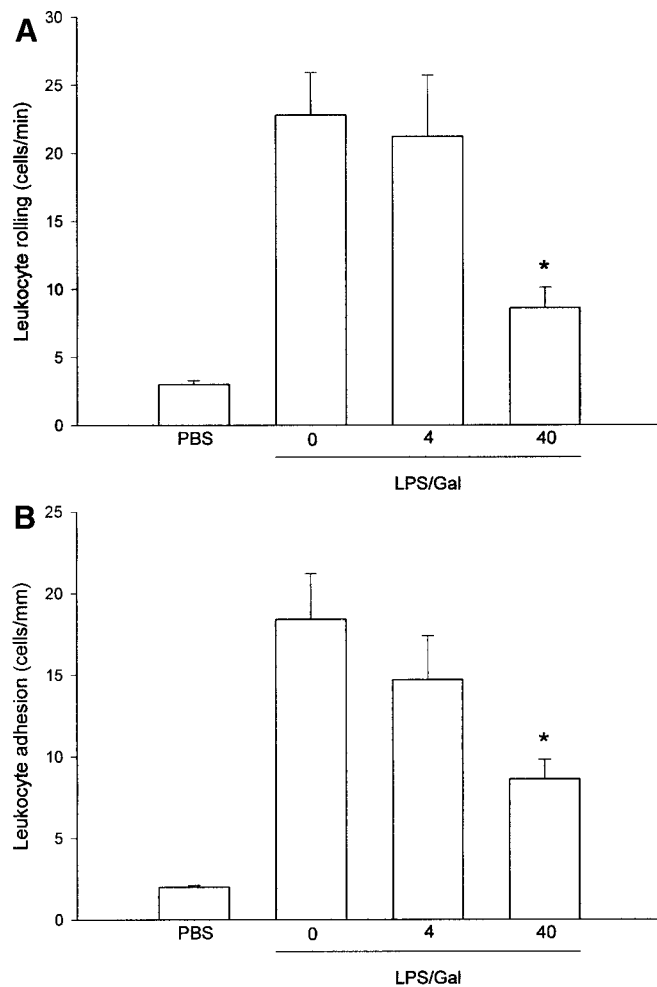 A
Leukocyte rolling (cells/min)
30
25
20
15
10
5
0
*
PBS
0
4
40
LPS/Gal
B
Leukocyte adhesion (cells/mm)
25
20
15
10
5
0
*
PBS
0
4
40
LPS/Gal